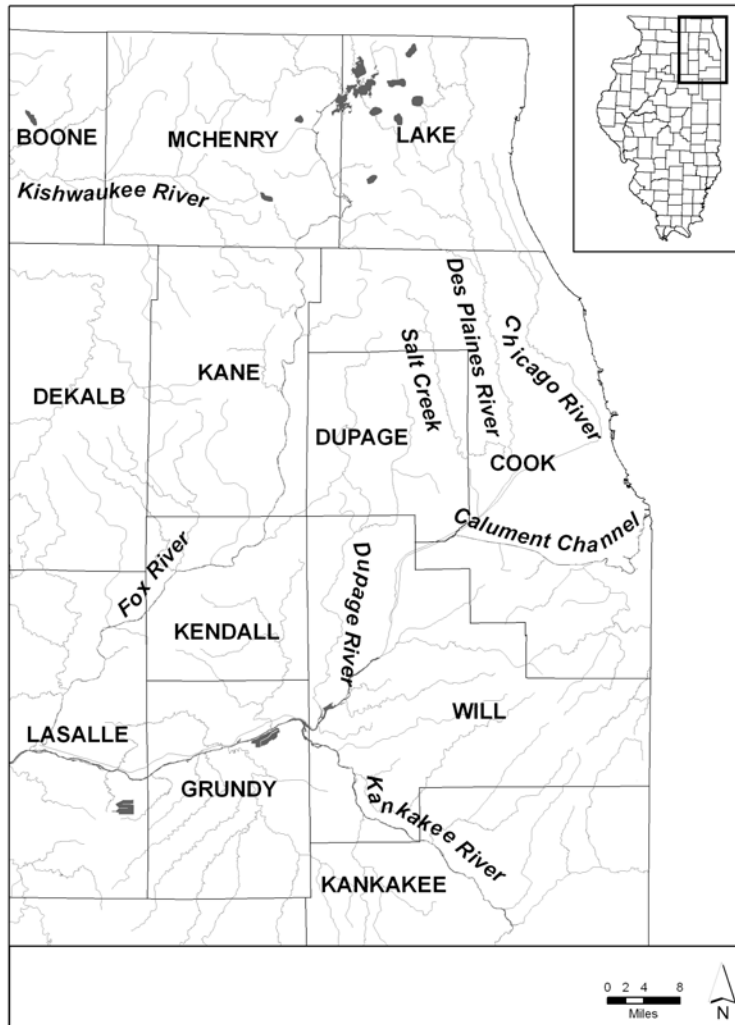 BOONE
MCHENRY
LAKE
Kishwaukee River
Des Plaines River
Chicago River
Salt Creek
KANE
DEKALB
DUPAGE
COOK
Calument Channel
Fox River
Dupage River
KENDALL
WILL
LASALLE
GRUNDY
Kankakee River
KANKAKEE
0 2 4 8
Miles
N